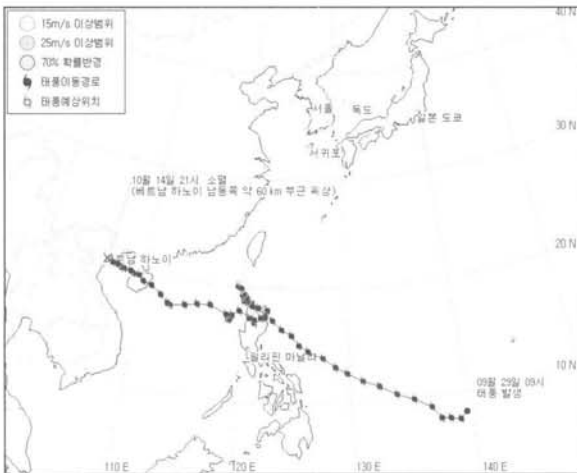 15m/s 이상범위
25m/s 이상범위
70% 확률반경
태풍이동경로
태풍예상위치
40 N
서울
독도
일본 도쿄
30 N
서귀포
10월 14일 21시 소멸
(베트남 하노이 남동쪽 약 60 km 부근 육상)
20 N
베트남 하노이
필리핀 마닐라
10 N
09월 29일 09시
태풍 발생
110 E
120 E
130 E
140 E